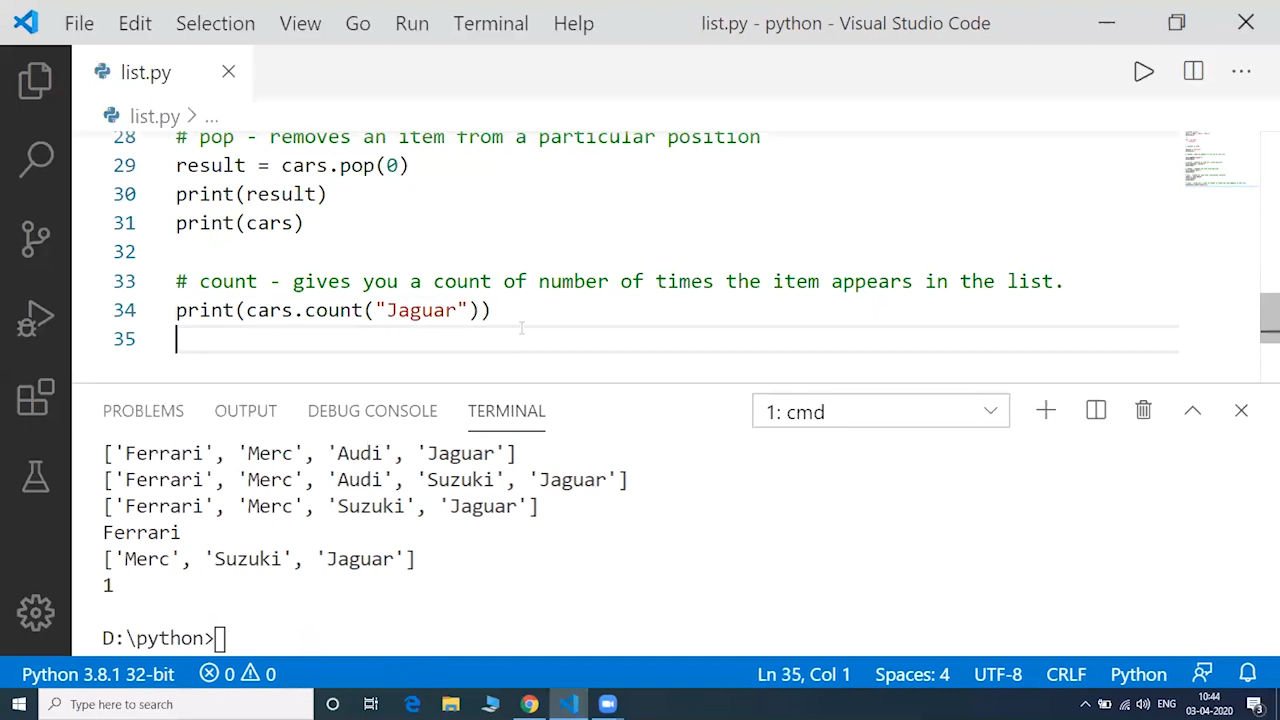 File Edit Selection View Go Run Terminal Help list.py - python - Visual Studio Code
list.py
list.py > ...
28 # pop - removes an item from a particular position
29 result = cars.pop(0)
30 print(result)
31 print(cars)
32
33 # count - gives you a count of number of times the item appears in the list.
34 print(cars.count("Jaguar"))
35
PROBLEMS OUTPUT DEBUG CONSOLE TERMINAL 1: cmd
['Ferrari', 'Merc', 'Audi', 'Jaguar']
['Ferrari', 'Merc', 'Audi', 'Suzuki', 'Jaguar']
['Ferrari', 'Merc', 'Suzuki', 'Jaguar']
Ferrari
['Merc', 'Suzuki', 'Jaguar']
1
D:\python>
Python 3.8.1 32-bit 0 0 Ln 35, Col 1 Spaces: 4 UTF-8 CRLF Python
Type here to search ENG 10:44
03-04-2020 3